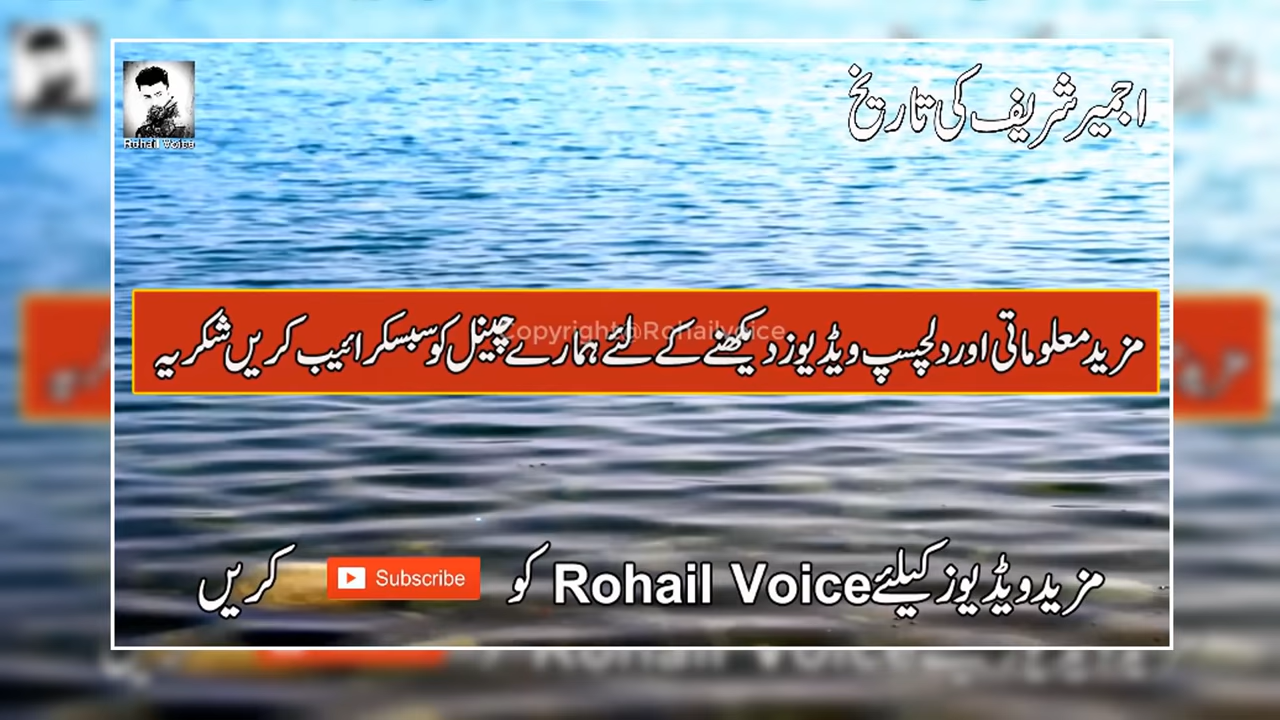 اجمیر شریف کی تاریخ
Rohail Voice
مزید معلوماتی اور دلچسپ ویڈیوز دیکھنے کے لئے ہمارے چینل کو سبسکرائیب کریں شکریہ
Copyright@Rohailvoice
مزید ویڈیوز کیلئے Rohail Voice کو Subscribe کریں